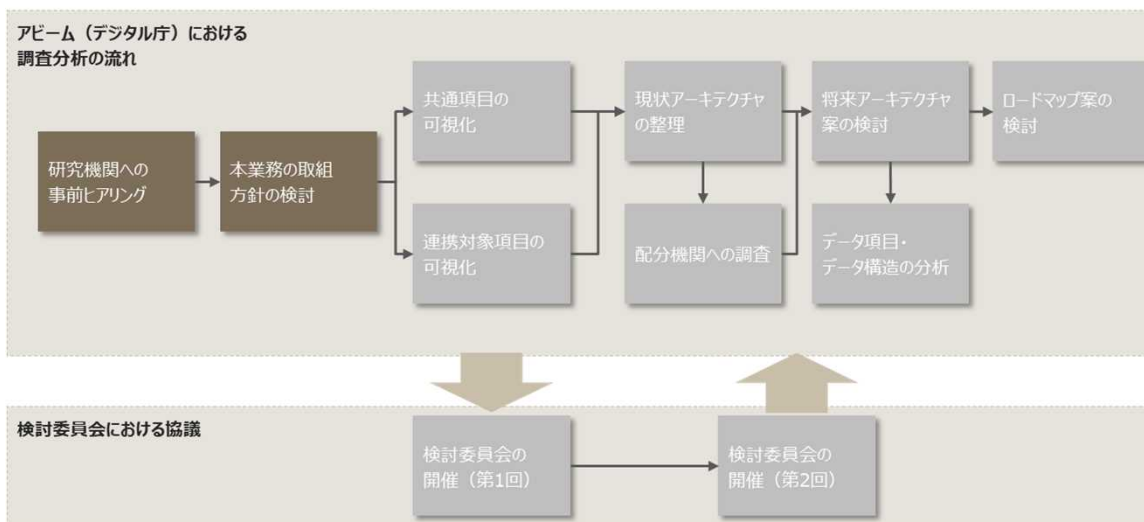 アビーム（デジタル庁）における
調査分析の流れ
研究機関への
事前ヒアリング
本業務の取組
方針の検討
共通項目の
可視化
連携対象項目の
可視化
現状アーキテクチャ
の整理
配分機関への調査
将来アーキテクチャ
案の検討
データ項目・
データ構造の分析
ロードマップ案の
検討
検討委員会における協議
検討委員会の
開催（第1回）
検討委員会の
開催（第2回）